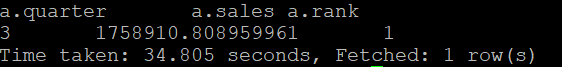 a.quarter a.sales a.rank
3 1758910.808959961 1
Time taken: 34.805 seconds, Fetched: 1 row(s)